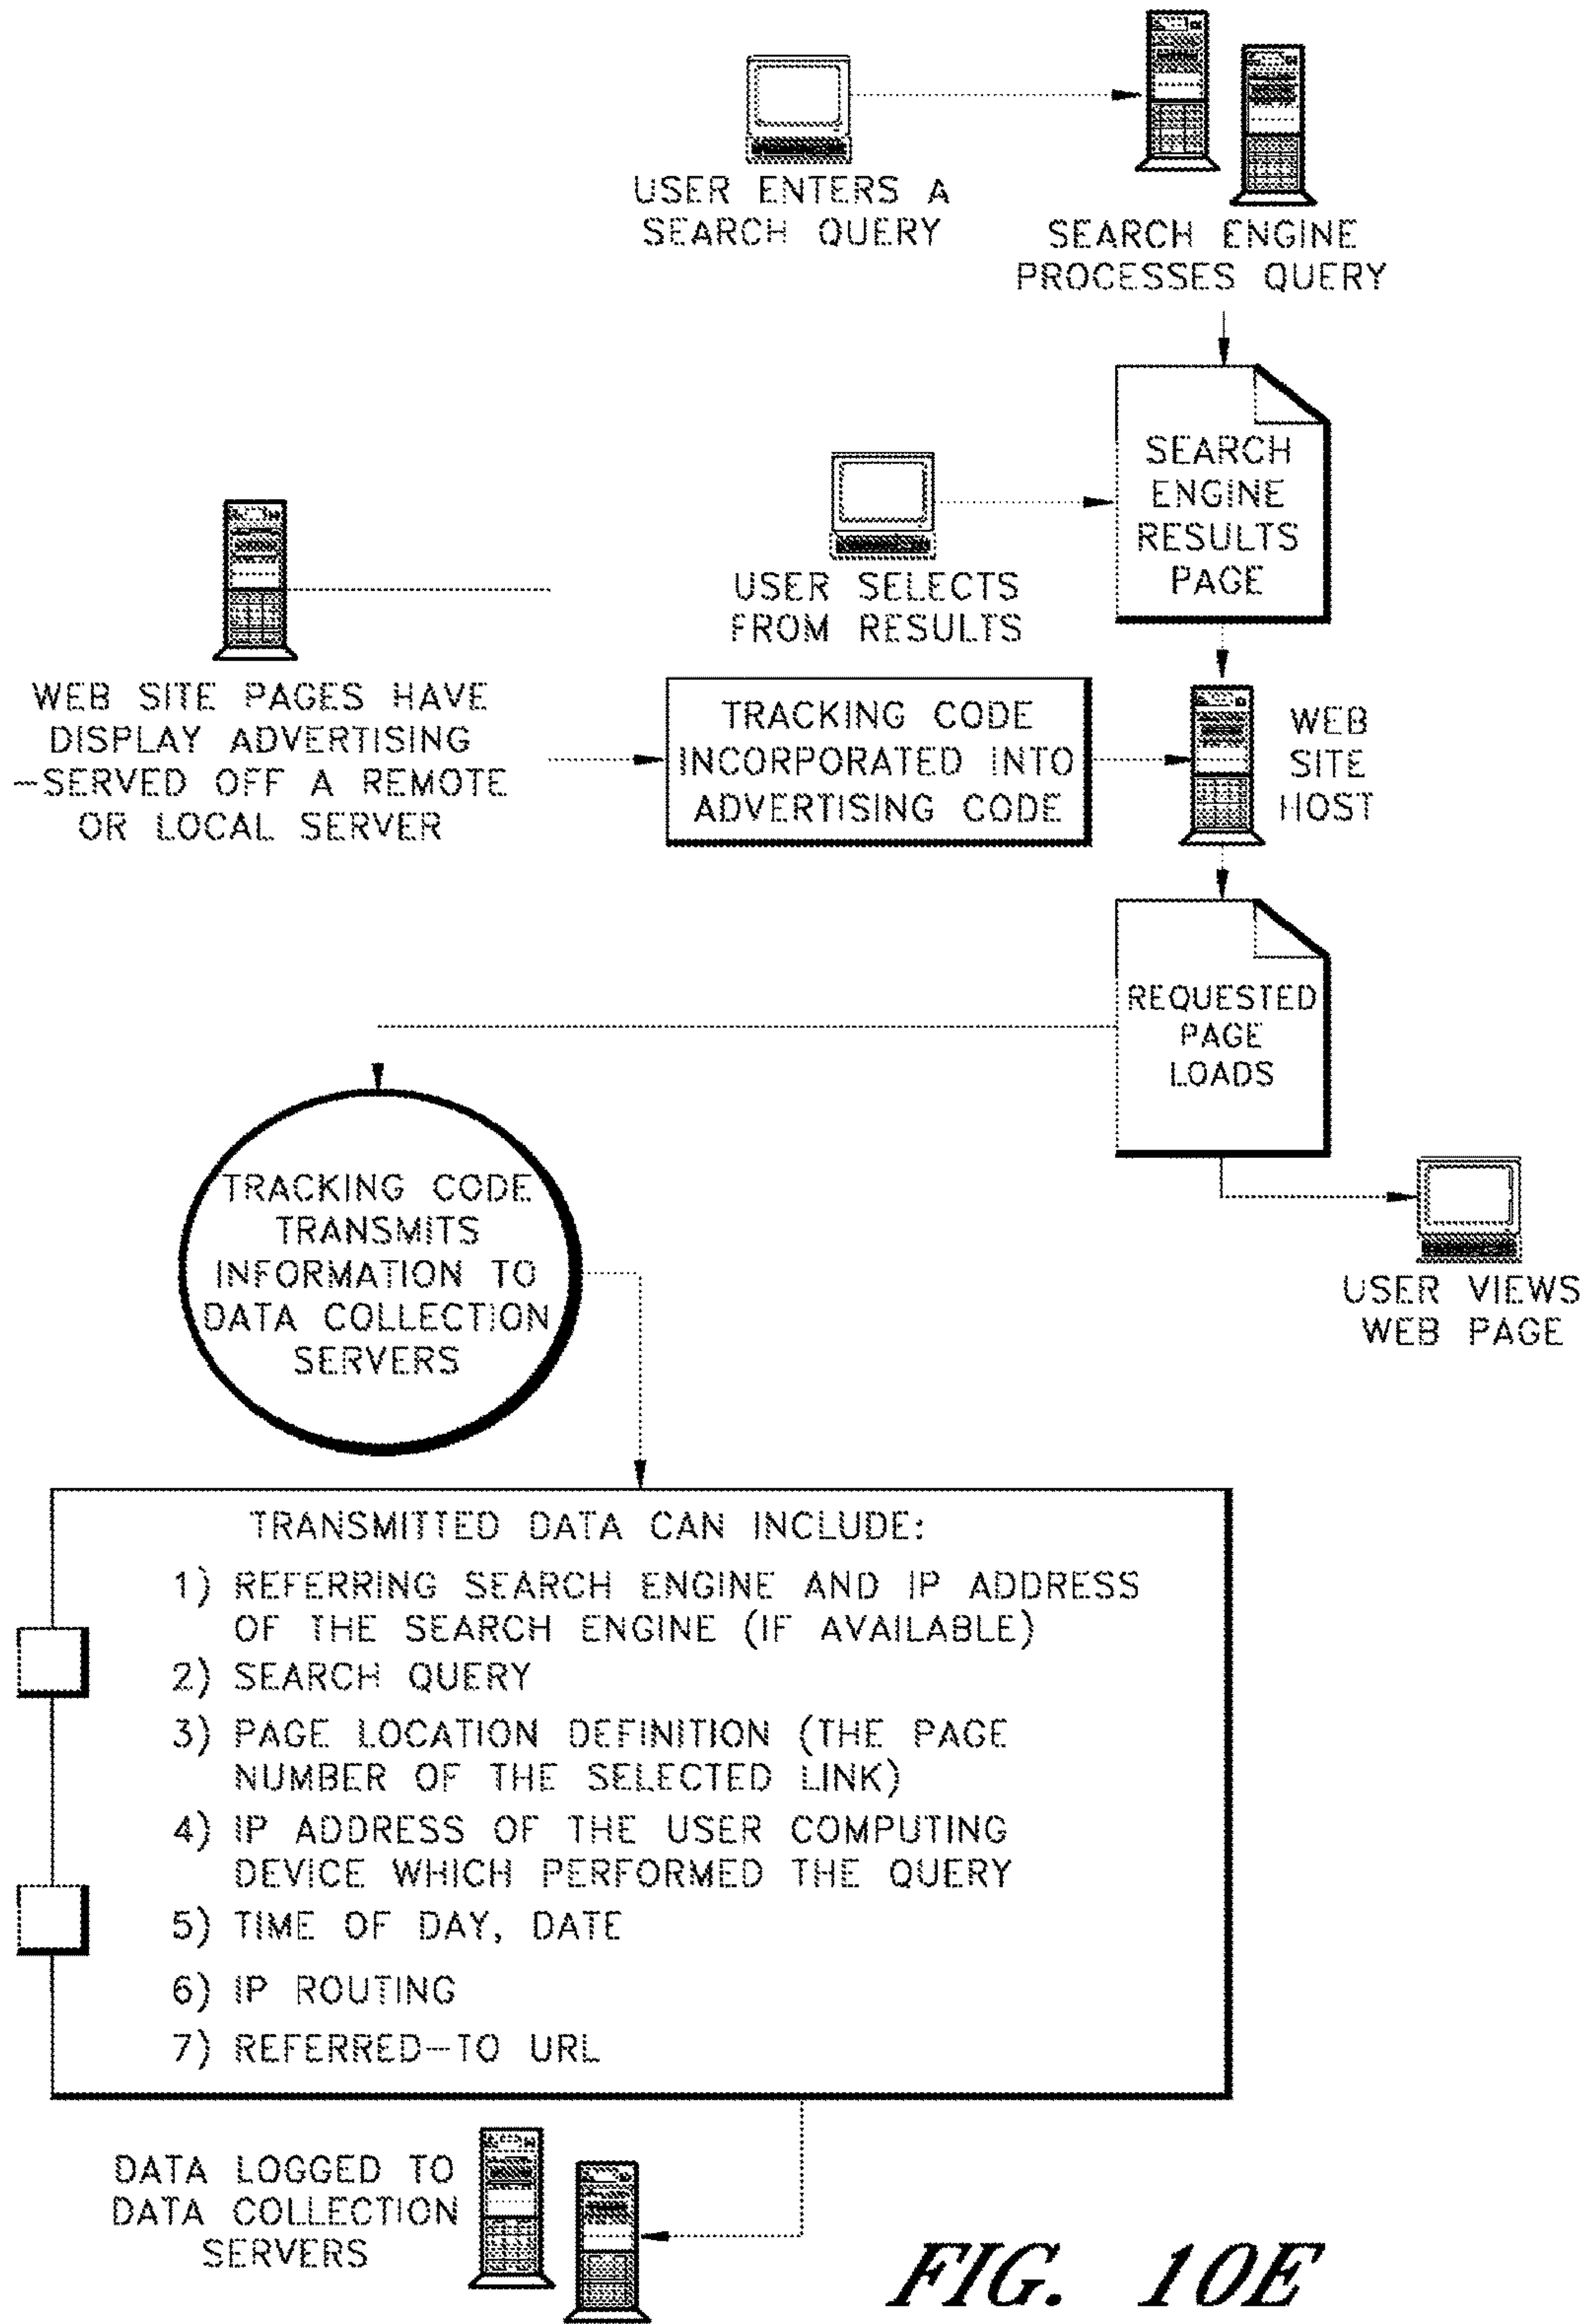 USER ENTERS A
SEARCH QUERY
SEARCH ENGINE
PROCESSES QUERY
SEARCH
ENGINE
RESULTS
PAGE
USER SELECTS
FROM RESULTS
WEB SITE PAGES HAVE
DISPLAY ADVERTISING
-SERVED OFF A REMOTE
OR LOCAL SERVER
TRACKING CODE
INCORPORATED INTO
ADVERTISING CODE
WEB
SITE
HOST
REQUESTED
PAGE
LOADS
USER VIEWS
WEB PAGE
TRACKING CODE
TRANSMITS
INFORMATION TO
DATA COLLECTION
SERVERS
TRANSMITTED DATA CAN INCLUDE:
1) REFERRING SEARCH ENGINE AND IP ADDRESS
OF THE SEARCH ENGINE (IF AVAILABLE)
2) SEARCH QUERY
3) PAGE LOCATION DEFINITION (THE PAGE
NUMBER OF THE SELECTED LINK)
4) IP ADDRESS OF THE USER COMPUTING
DEVICE WHICH PERFORMED THE QUERY
5) TIME OF DAY, DATE
6) IP ROUTING
7) REFERRED-TO URL
DATA LOGGED TO
DATA COLLECTION
SERVERS
FIG. 10E